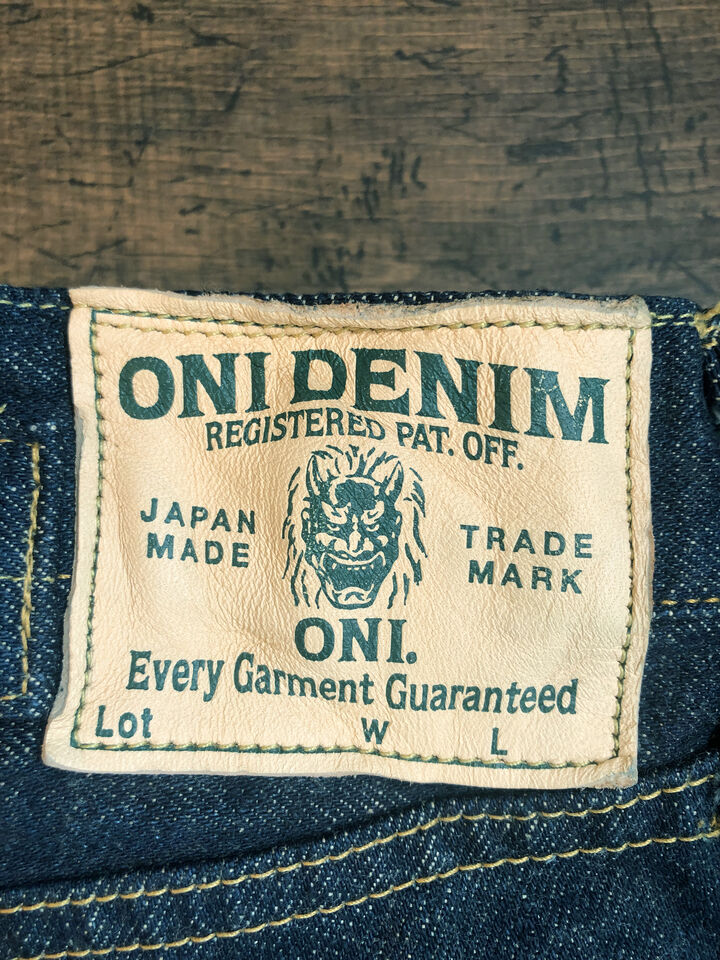 ONI DENIM
REGISTERED PAT. OFF.
JAPAN MADE
TRADE MARK
ONI.
Every Garment Guaranteed
Lot W L